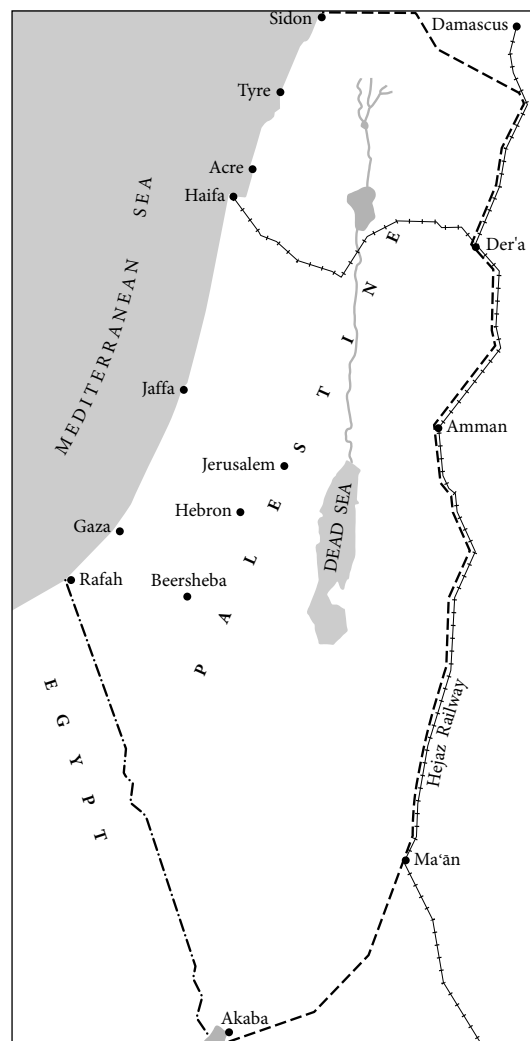 Sidon
Damascus
Tyre
Acre
Haifa
MEDITERRANEAN SEA
Der'a
PALESTINE
Jaffa
Amman
Jerusalem
Hebron
DEAD SEA
Gaza
Rafah
Beersheba
EGYPT
Hejaz Railway
Ma‘ān
Akaba